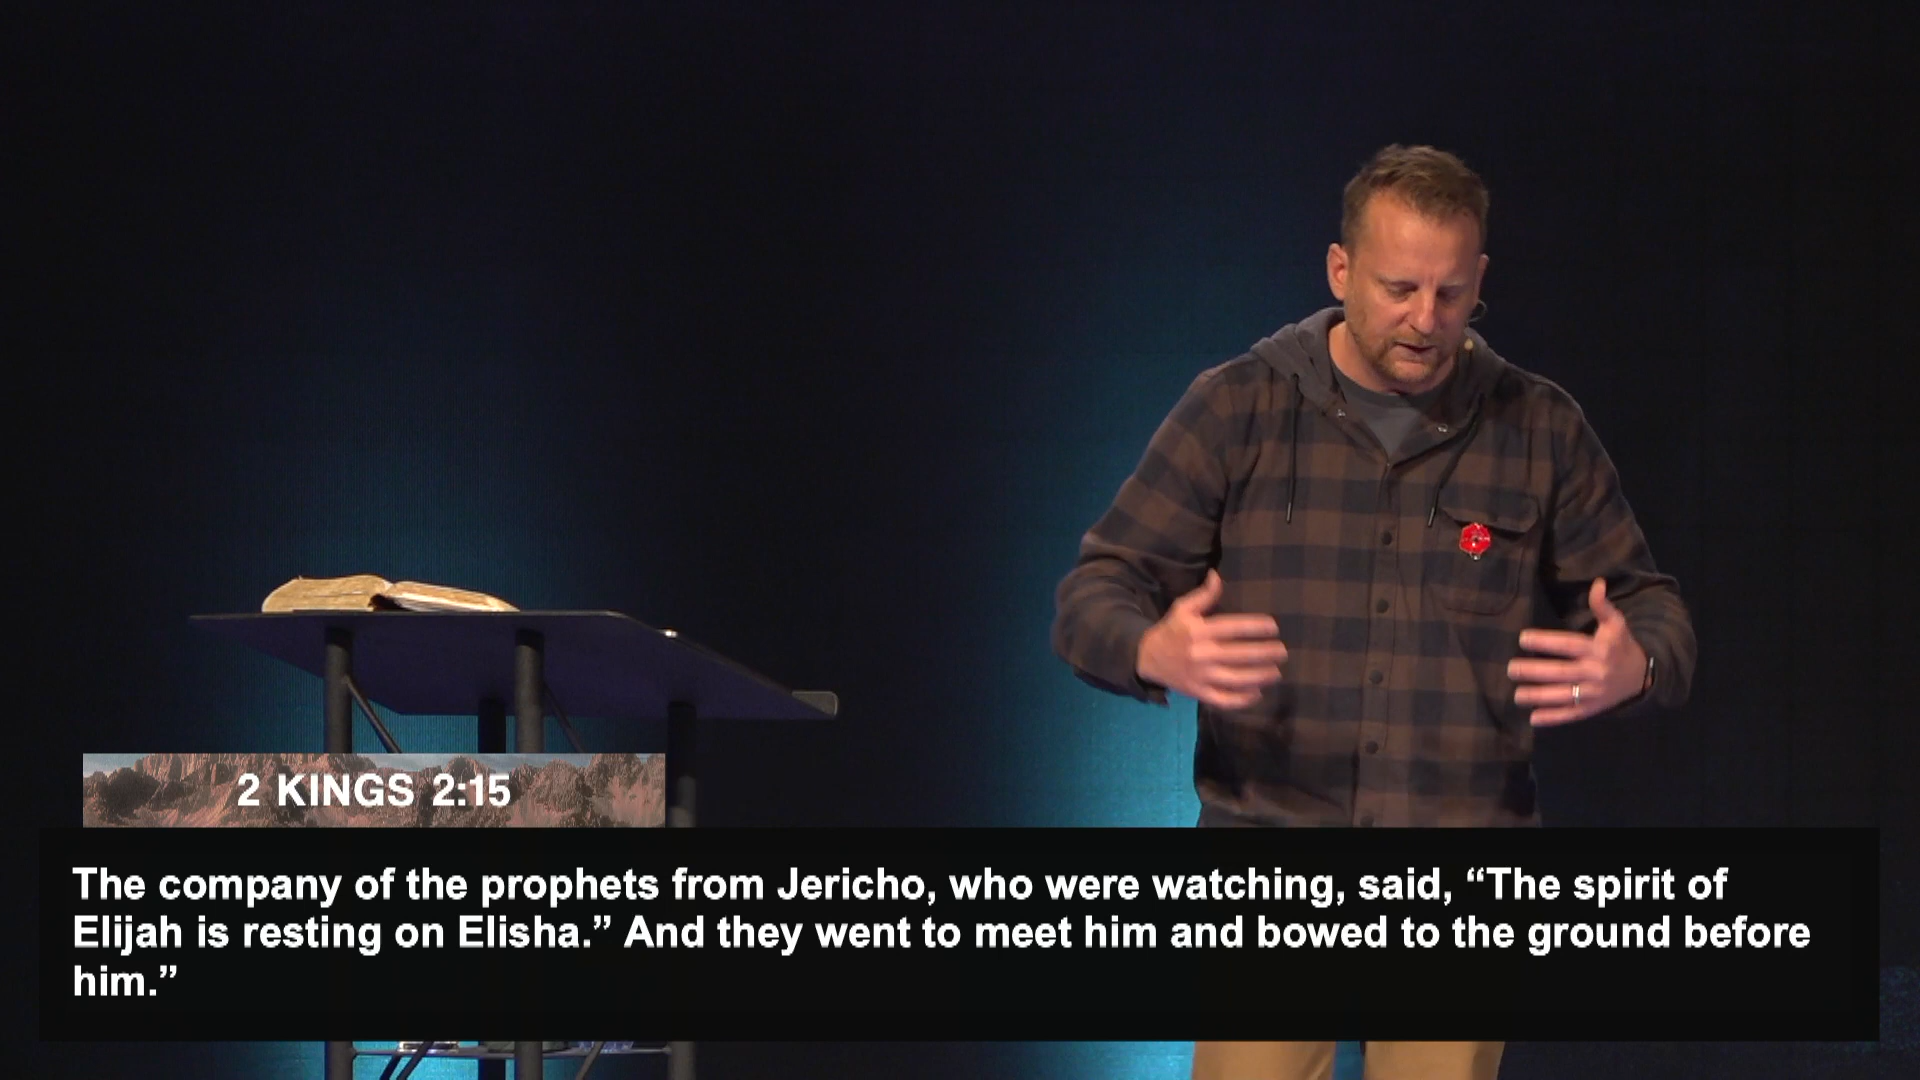 2 KINGS 2:15
The company of the prophets from Jericho, who were watching, said, “The spirit of
Elijah is resting on Elisha.” And they went to meet him and bowed to the ground before
him.”